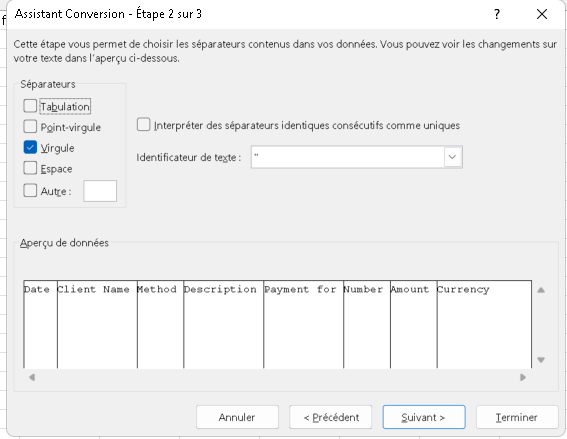 Assistant Conversion - Étape 2 sur 3
?
Cette étape vous permet de choisir les séparateurs contenus dans vos données. Vous pouvez voir les changements sur
votre texte dans l'aperçu ci-dessous.
Séparateurs
Tabulation
Point-virgule
Virgule
Espace
Autre :
Interpréter des séparateurs identiques consécutifs comme uniques
Identificateur de texte : "
Aperçu de données
Date Client Name Method Description Payment for Number Amount Currency
Annuler < Précédent Suivant > Terminer